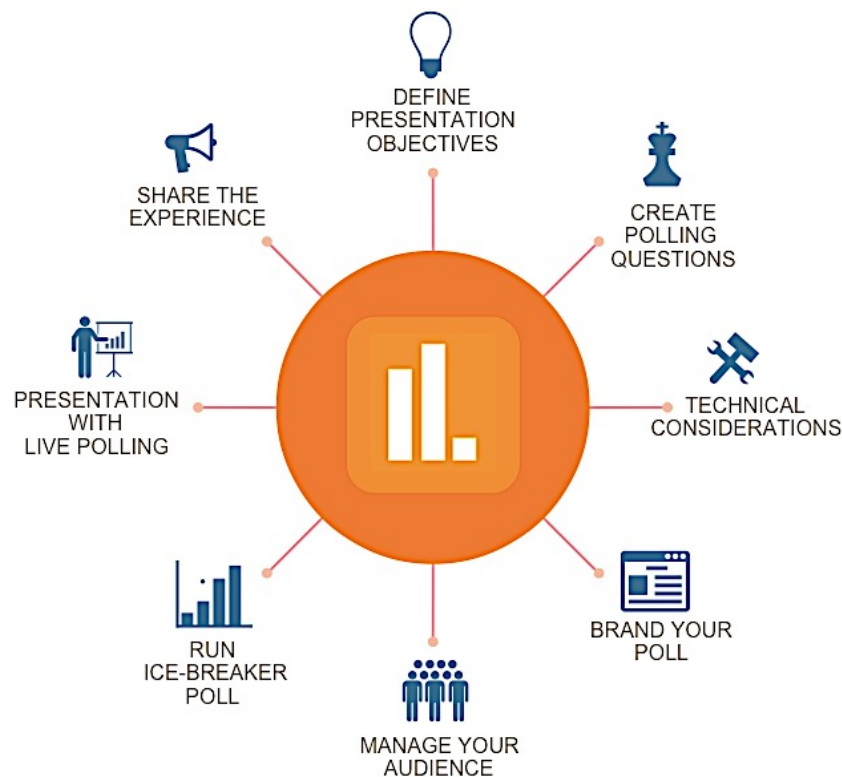 DEFINE
PRESENTATION
OBJECTIVES
CREATE
POLLING
QUESTIONS
TECHNICAL
CONSIDERATIONS
BRAND YOUR
POLL
MANAGE YOUR
AUDIENCE
RUN
ICE-BREAKER
POLL
PRESENTATION
WITH
LIVE POLLING
SHARE THE
EXPERIENCE